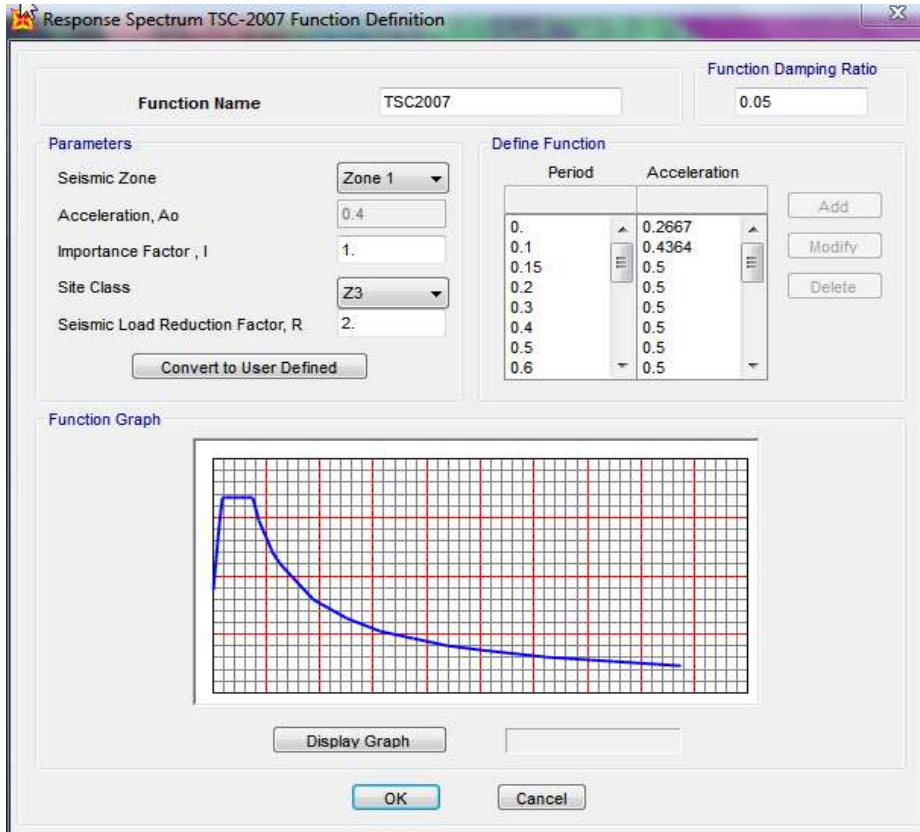 Response Spectrum TSC-2007 Function Definition
Function Damping Ratio
Function Name TSC2007 0.05
Parameters
Seismic Zone Zone 1
Acceleration, Ao 0.4
Importance Factor , I 1.
Site Class Z3
Seismic Load Reduction Factor, R 2.
Convert to User Defined
Define Function
Period Acceleration
0. 0.2667
0.1 0.4364
0.15 0.5
0.2 0.5
0.3 0.5
0.4 0.5
0.5 0.5
0.6 0.5
Add
Modify
Delete
Function Graph
Display Graph
OK Cancel